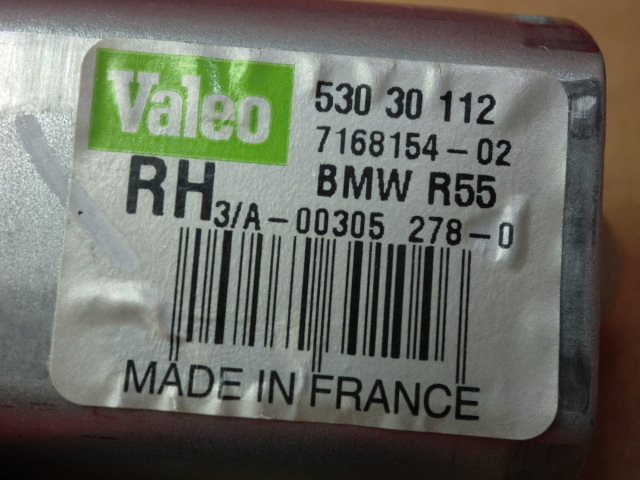 Valeo
530 30 112
7168154-02
RH BMW R55
3/A-00305 278-0
MADE IN FRANCE